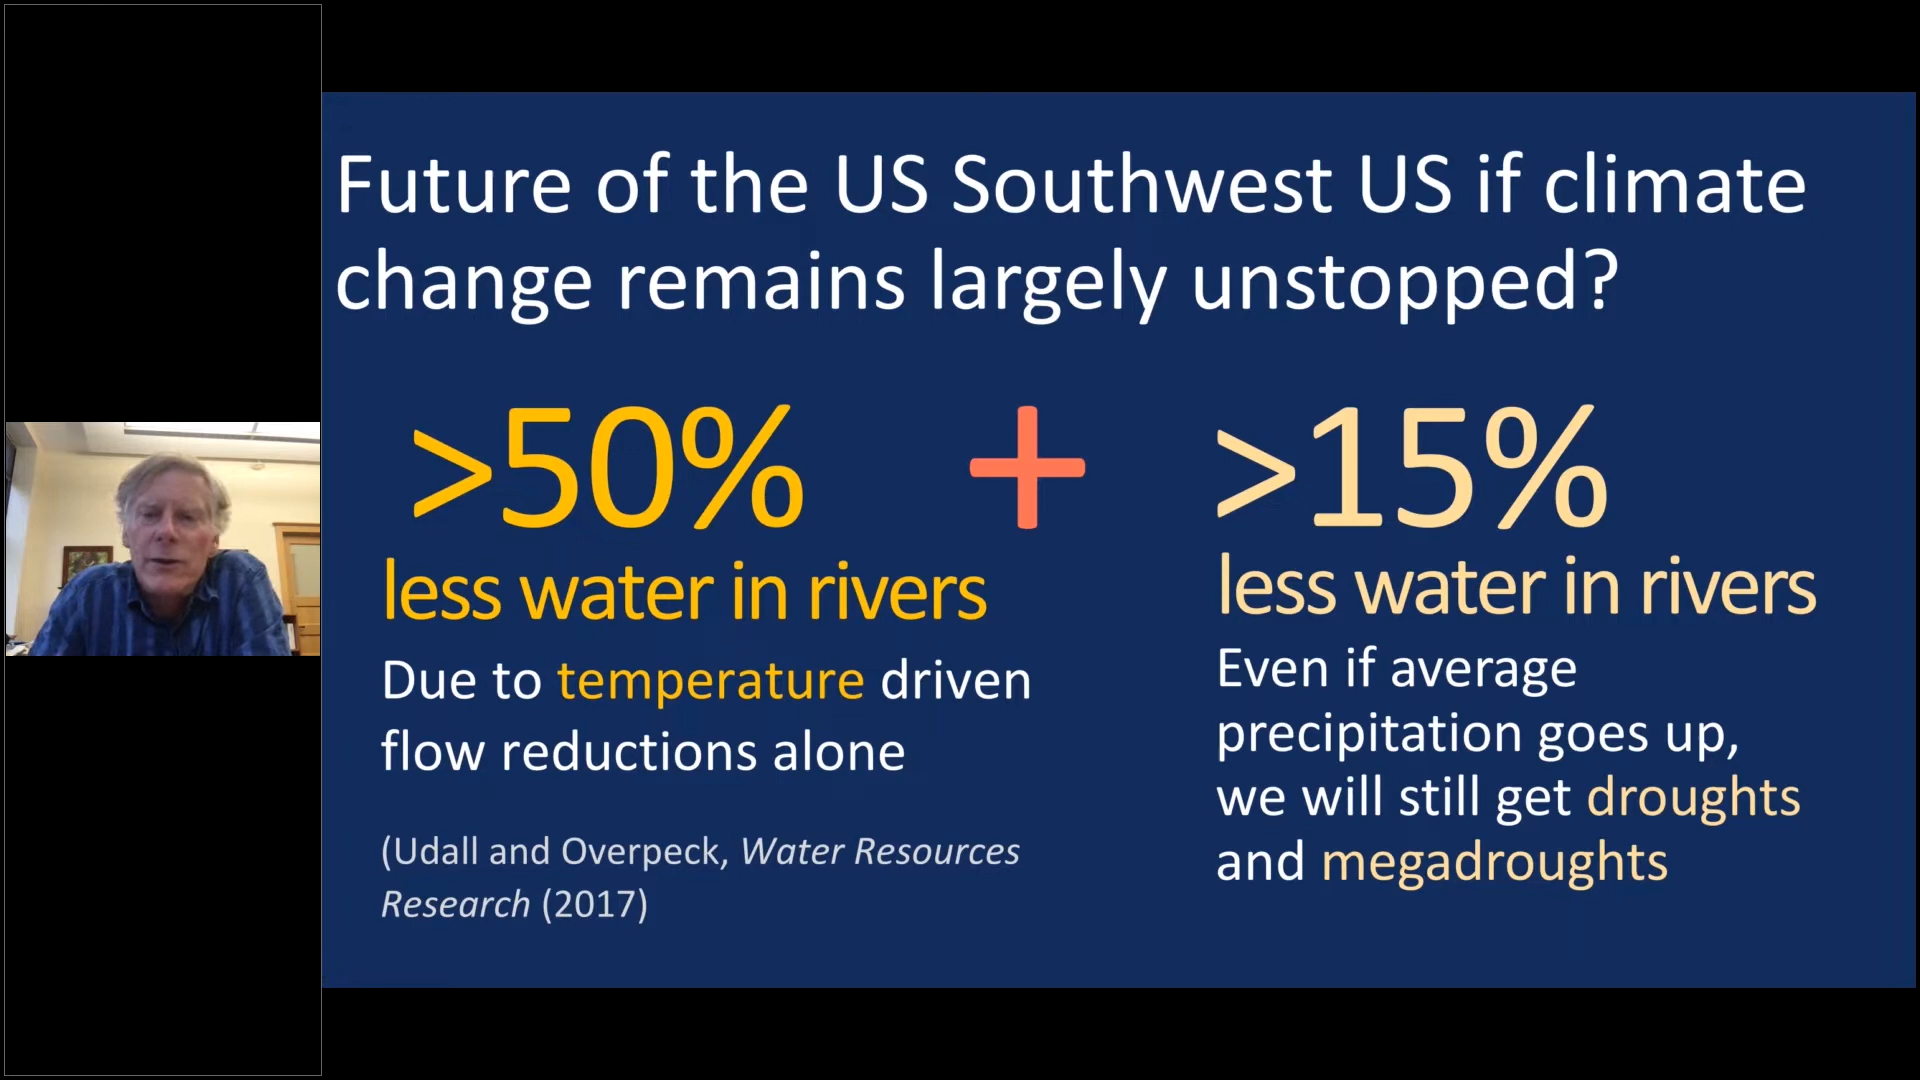 Future of the US Southwest US if climate
change remains largely unstopped?
>50%
less water in rivers
Due to temperature driven
flow reductions alone
(Udall and Overpeck, Water Resources
Research (2017)
+
>15%
less water in rivers
Even if average
precipitation goes up,
we will still get droughts
and megadroughts